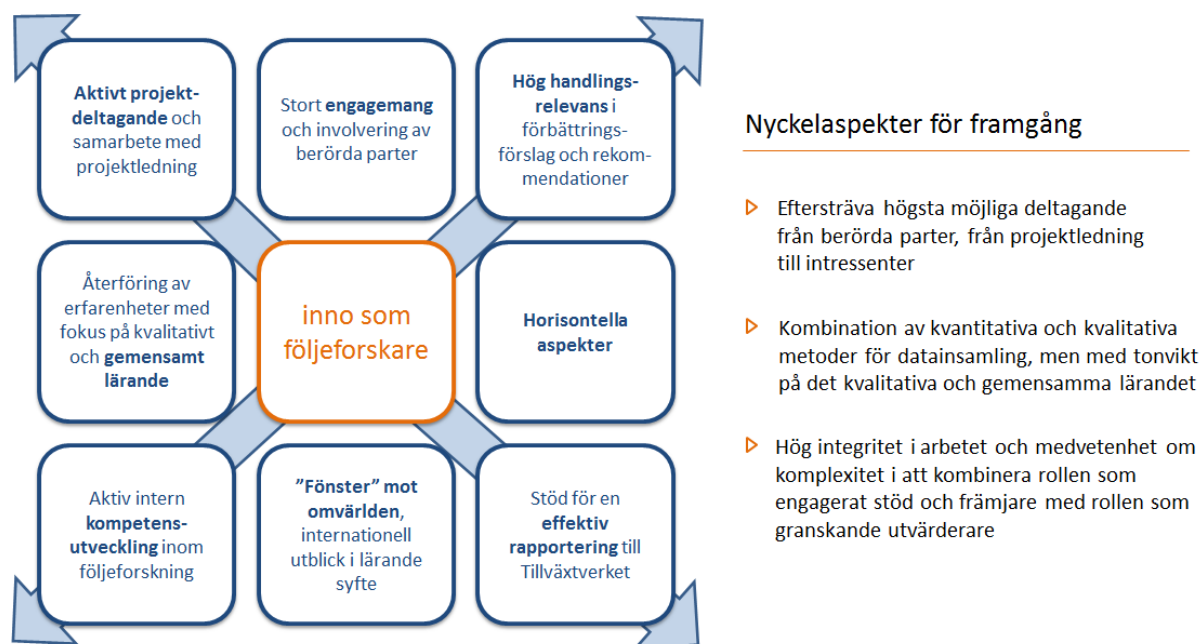 Aktivt projekt-
deltagande och
samarbete med
projektledning
Stort engagemang
och involvering av
berörda parter
Hög handlings-
relevans i
förbättrings-
förslag och rekom-
mendationer
Återföring av
erfarenheter med
fokus på kvalitativt
och gemensamt
lärande
inno som
följeforskare
Horisontella
aspekter
Aktiv intern
kompetens-
utveckling inom
följeforskning
”Fönster” mot
omvärlden,
internationell
utblick i lärande
syfte
Stöd för en
effektiv
rapportering till
Tillväxtverket
Nyckelaspekter för framgång
Eftersträva högsta möjliga deltagande
från berörda parter, från projektledning
till intressenter
Kombination av kvantitativa och kvalitativa
metoder för datainsamling, men med tonvikt
på det kvalitativa och gemensamma lärandet
Hög integritet i arbetet och medvetenhet om
komplexitet i att kombinera rollen som
engagerat stöd och främjare med rollen som
granskande utvärderare